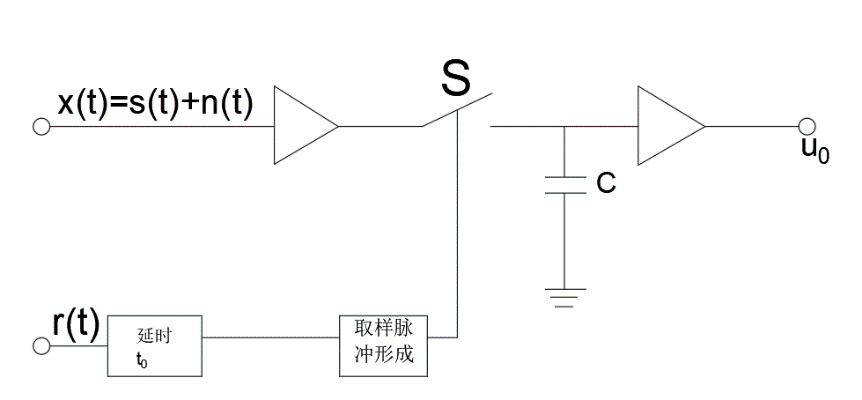 S
x(t)=s(t)+n(t)
u0
C
r(t)
延时
t0
取样脉
冲形成